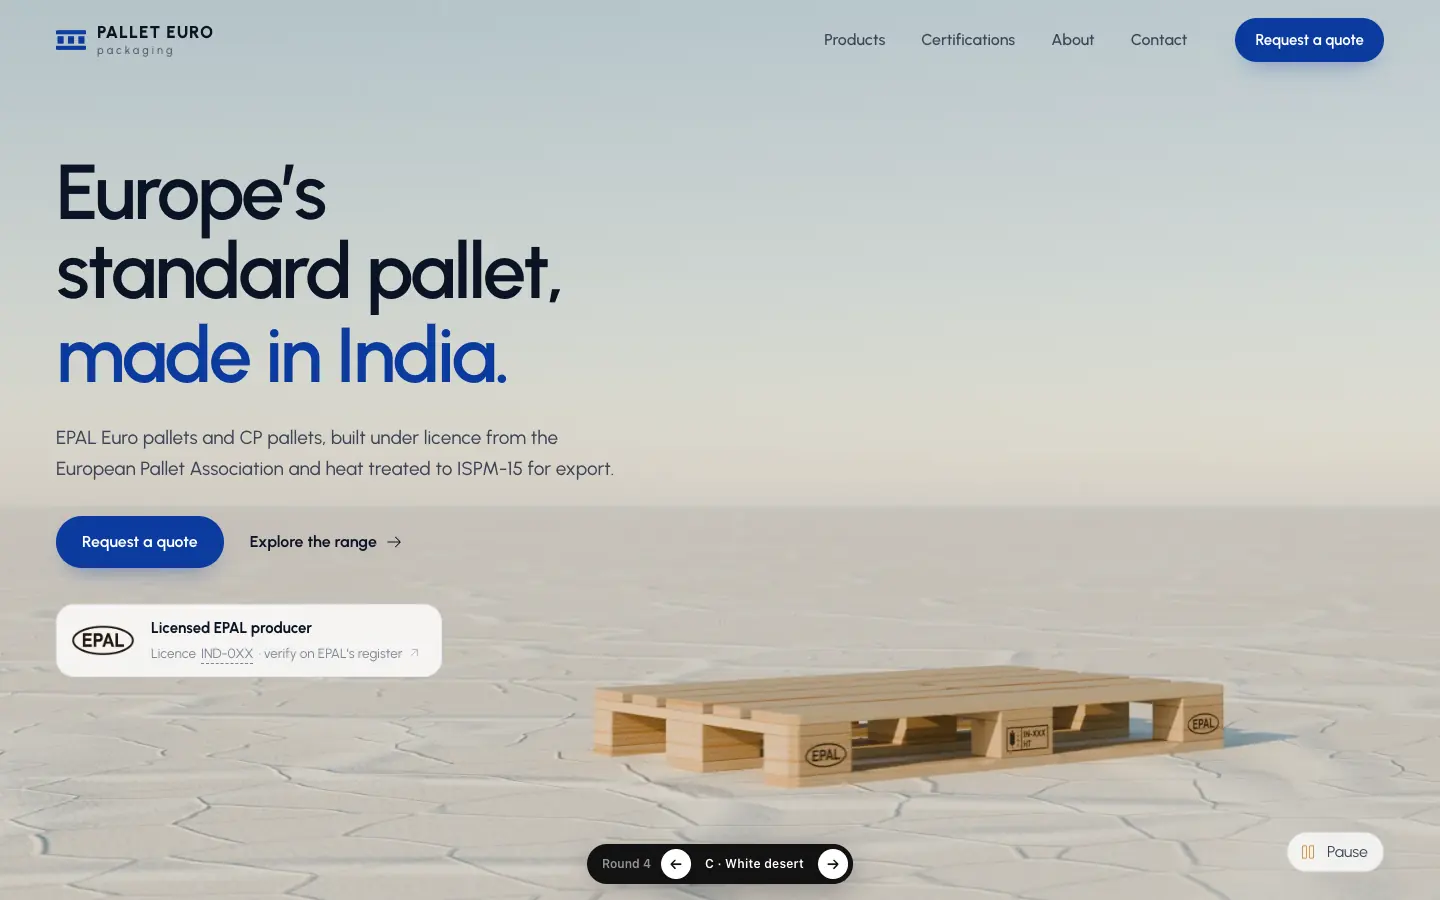 PALLET EURO
packaging
Products
Certifications
About
Contact
Request a quote
Europe's
standard pallet,
made in India.
EPAL Euro pallets and CP pallets, built under licence from the
European Pallet Association and heat treated to ISPM-15 for export.
Request a quote
Explore the range →
EPAL
Licensed EPAL producer
Licence IND-0XX · verify on EPAL's register ↗
EPAL
IN-XXX
HT
EPAL
Round 4
←
C · White desert
→
Pause